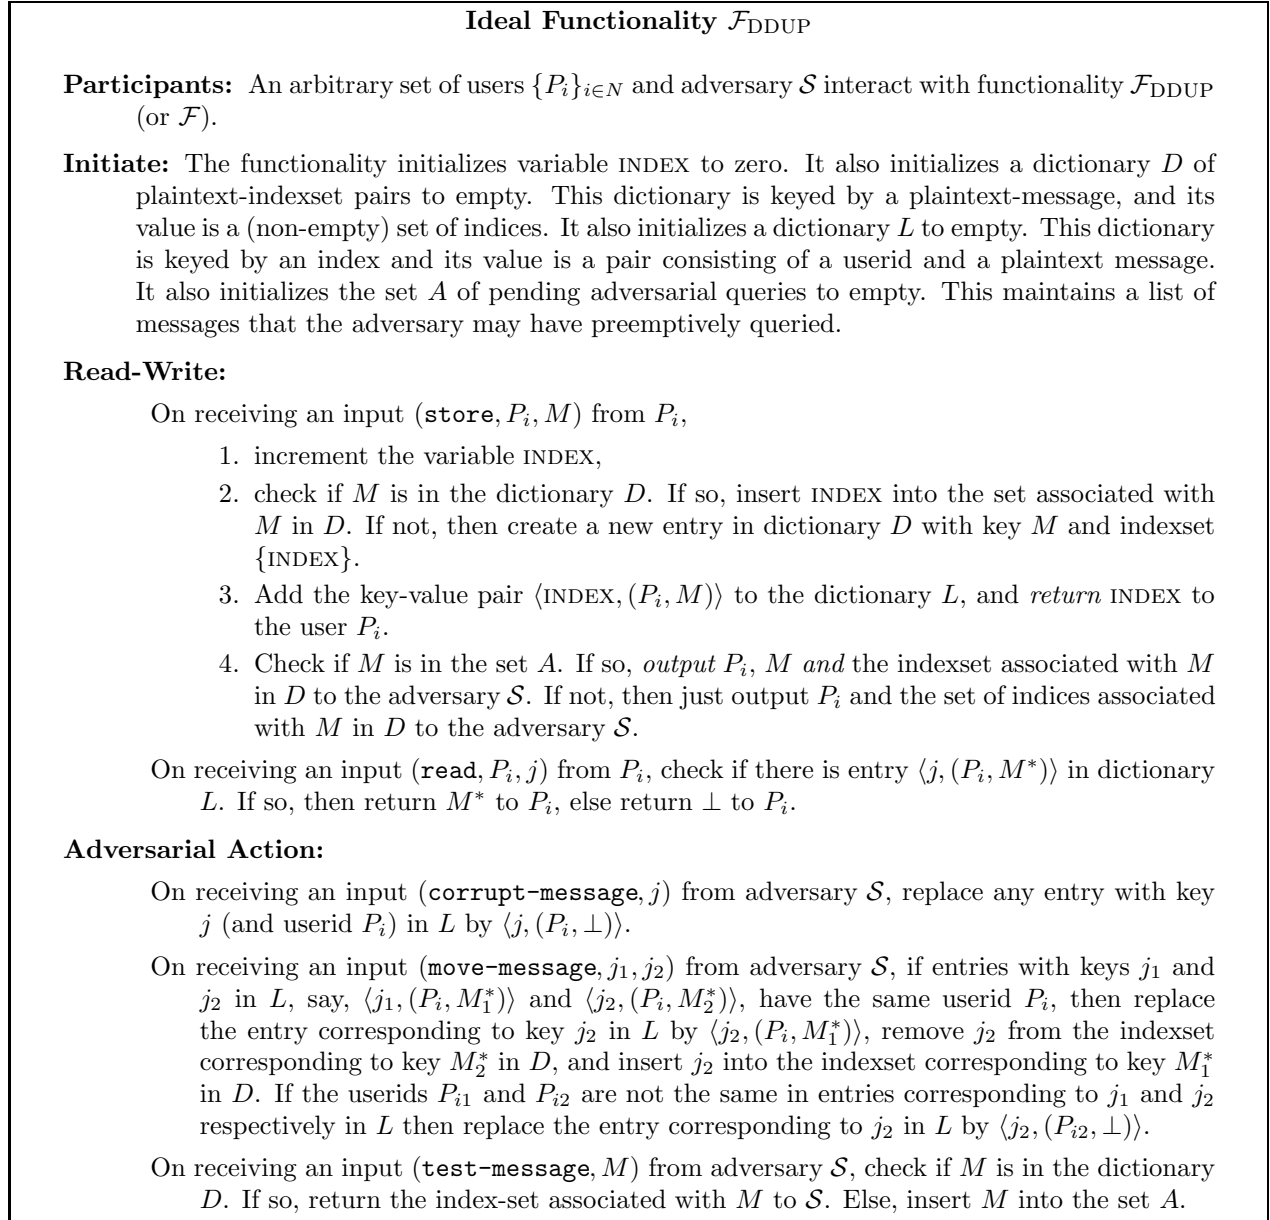 Ideal Functionality 𝓕_DDUP
Participants: An arbitrary set of users {P_i}_{i∈N} and adversary 𝒮 interact with functionality 𝓕_DDUP
(or 𝓕).
Initiate: The functionality initializes variable INDEX to zero. It also initializes a dictionary D of
plaintext-indexset pairs to empty. This dictionary is keyed by a plaintext-message, and its
value is a (non-empty) set of indices. It also initializes a dictionary L to empty. This dictionary
is keyed by an index and its value is a pair consisting of a userid and a plaintext message.
It also initializes the set A of pending adversarial queries to empty. This maintains a list of
messages that the adversary may have preemptively queried.
Read-Write:
On receiving an input (store, P_i, M) from P_i,
1. increment the variable INDEX,
2. check if M is in the dictionary D. If so, insert INDEX into the set associated with
M in D. If not, then create a new entry in dictionary D with key M and indexset
{INDEX}.
3. Add the key-value pair ⟨INDEX, (P_i, M)⟩ to the dictionary L, and return INDEX to
the user P_i.
4. Check if M is in the set A. If so, output P_i, M and the indexset associated with M
in D to the adversary 𝒮. If not, then just output P_i and the set of indices associated
with M in D to the adversary 𝒮.
On receiving an input (read, P_i, j) from P_i, check if there is entry ⟨j, (P_i, M*)⟩ in dictionary
L. If so, then return M* to P_i, else return ⊥ to P_i.
Adversarial Action:
On receiving an input (corrupt-message, j) from adversary 𝒮, replace any entry with key
j (and userid P_i) in L by ⟨j, (P_i, ⊥)⟩.
On receiving an input (move-message, j_1, j_2) from adversary 𝒮, if entries with keys j_1 and
j_2 in L, say, ⟨j_1, (P_i, M_1*)⟩ and ⟨j_2, (P_i, M_2*)⟩, have the same userid P_i, then replace
the entry corresponding to key j_2 in L by ⟨j_2, (P_i, M_1*)⟩, remove j_2 from the indexset
corresponding to key M_2* in D, and insert j_2 into the indexset corresponding to key M_1*
in D. If the userids P_{i1} and P_{i2} are not the same in entries corresponding to j_1 and j_2
respectively in L then replace the entry corresponding to j_2 in L by ⟨j_2, (P_{i2}, ⊥)⟩.
On receiving an input (test-message, M) from adversary 𝒮, check if M is in the dictionary
D. If so, return the index-set associated with M to 𝒮. Else, insert M into the set A.